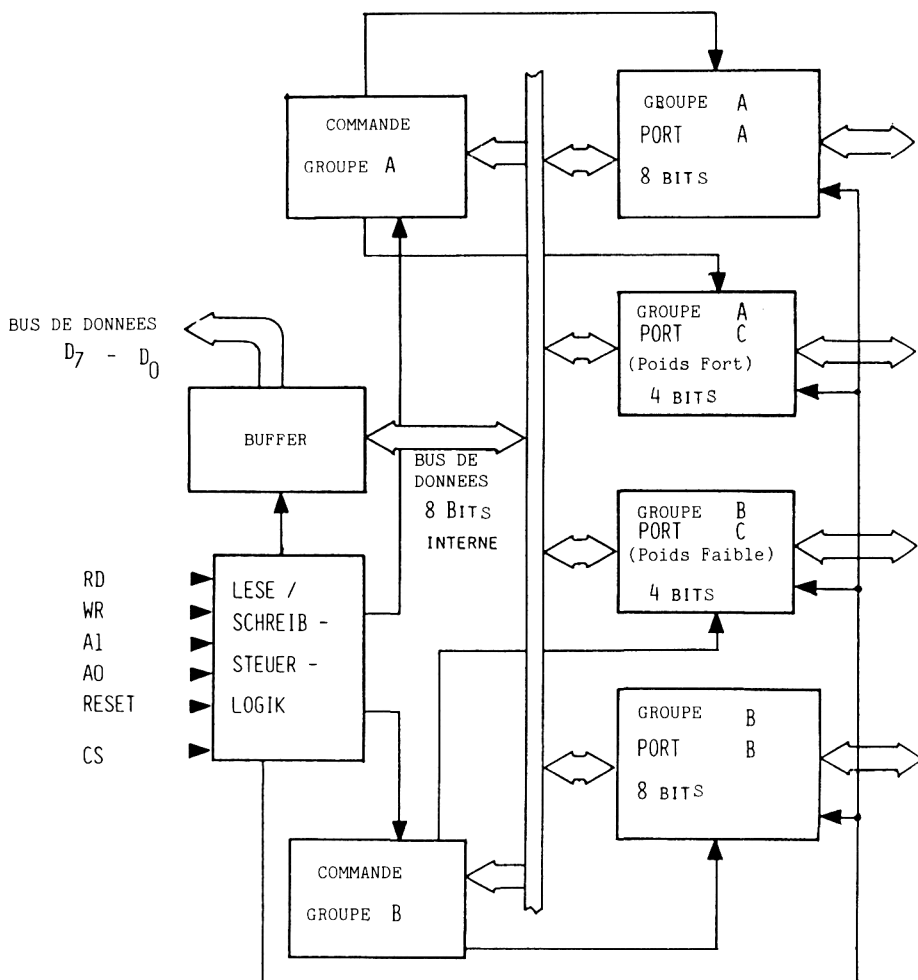 COMMANDE
GROUPE A
GROUPE A
PORT A
8 BITS
GROUPE A
PORT C
(Poids Fort)
4 BITS
BUS DE DONNEES
D7 - D0
BUFFER
BUS DE
DONNEES
8 BITS
INTERNE
GROUPE B
PORT C
(Poids Faible)
4 BITS
RD
WR
A1
A0
RESET
CS
LESE /
SCHREIB -
STEUER -
LOGIK
GROUPE B
PORT B
8 BITS
COMMANDE
GROUPE B